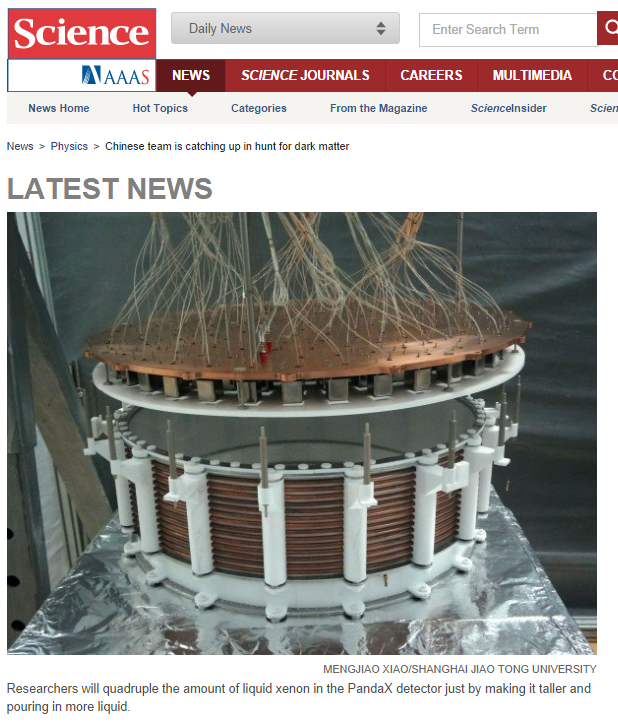 Science
Daily News
Enter Search Term
AAAS
NEWS
SCIENCE JOURNALS
CAREERS
MULTIMEDIA
News Home
Hot Topics
Categories
From the Magazine
ScienceInsider
News > Physics > Chinese team is catching up in hunt for dark matter
LATEST NEWS
MENGJIAO XIAO/SHANGHAI JIAO TONG UNIVERSITY
Researchers will quadruple the amount of liquid xenon in the PandaX detector just by making it taller and
pouring in more liquid.